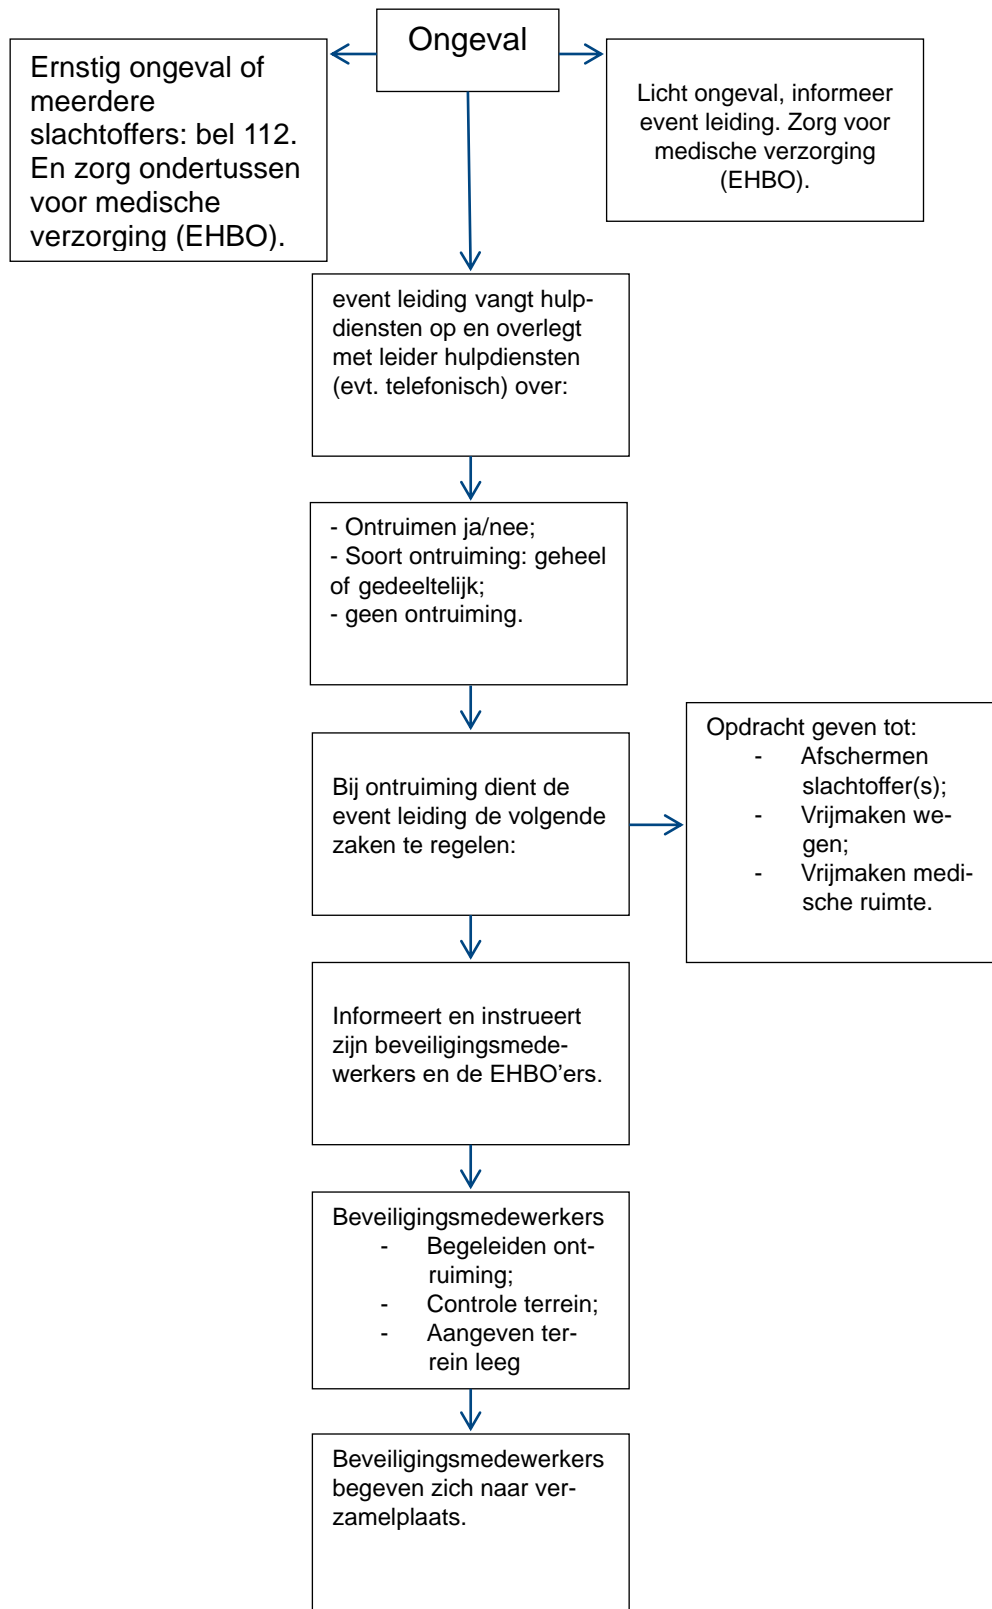 Ongeval
Ernstig ongeval of
meerdere
slachtoffers: bel 112.
En zorg ondertussen
voor medische
verzorging (EHBO).
Licht ongeval, informeer
event leiding. Zorg voor
medische verzorging
(EHBO).
event leiding vangt hulp-
diensten op en overlegt
met leider hulpdiensten
(evt. telefonisch) over:
- Ontruimen ja/nee;
- Soort ontruiming: geheel
of gedeeltelijk;
- geen ontruiming.
Bij ontruiming dient de
event leiding de volgende
zaken te regelen:
Opdracht geven tot:
- Afschermen
slachtoffer(s);
- Vrijmaken we-
gen;
- Vrijmaken medi-
sche ruimte.
Informeert en instrueert
zijn beveiligingsmede-
werkers en de EHBO’ers.
Beveiligingsmedewerkers
- Begeleiden ont-
ruiming;
- Controle terrein;
- Aangeven ter-
rein leeg
Beveiligingsmedewerkers
begeven zich naar ver-
zamelplaats.